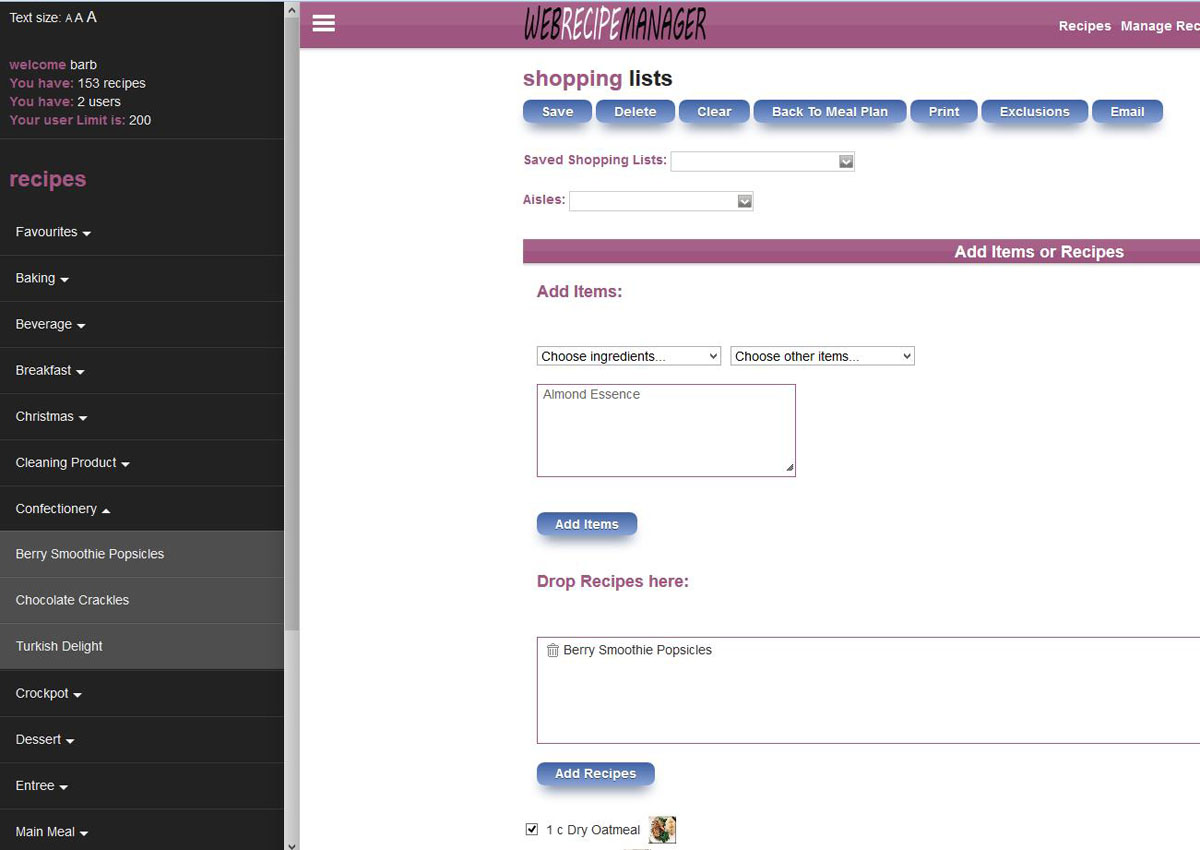 Text size: A A A
welcome barb
You have: 153 recipes
You have: 2 users
Your user Limit is: 200
recipes
Favourites
Baking
Beverage
Breakfast
Christmas
Cleaning Product
Confectionery
Berry Smoothie Popsicles
Chocolate Crackles
Turkish Delight
Crockpot
Dessert
Entree
Main Meal
WEBRECIPEMANAGER
Recipes Manage Rec
shopping lists
Save Delete Clear Back To Meal Plan Print Exclusions Email
Saved Shopping Lists:
Aisles:
Add Items or Recipes
Add Items:
Choose ingredients... Choose other items...
Almond Essence
Add Items
Drop Recipes here:
Berry Smoothie Popsicles
Add Recipes
1 c Dry Oatmeal